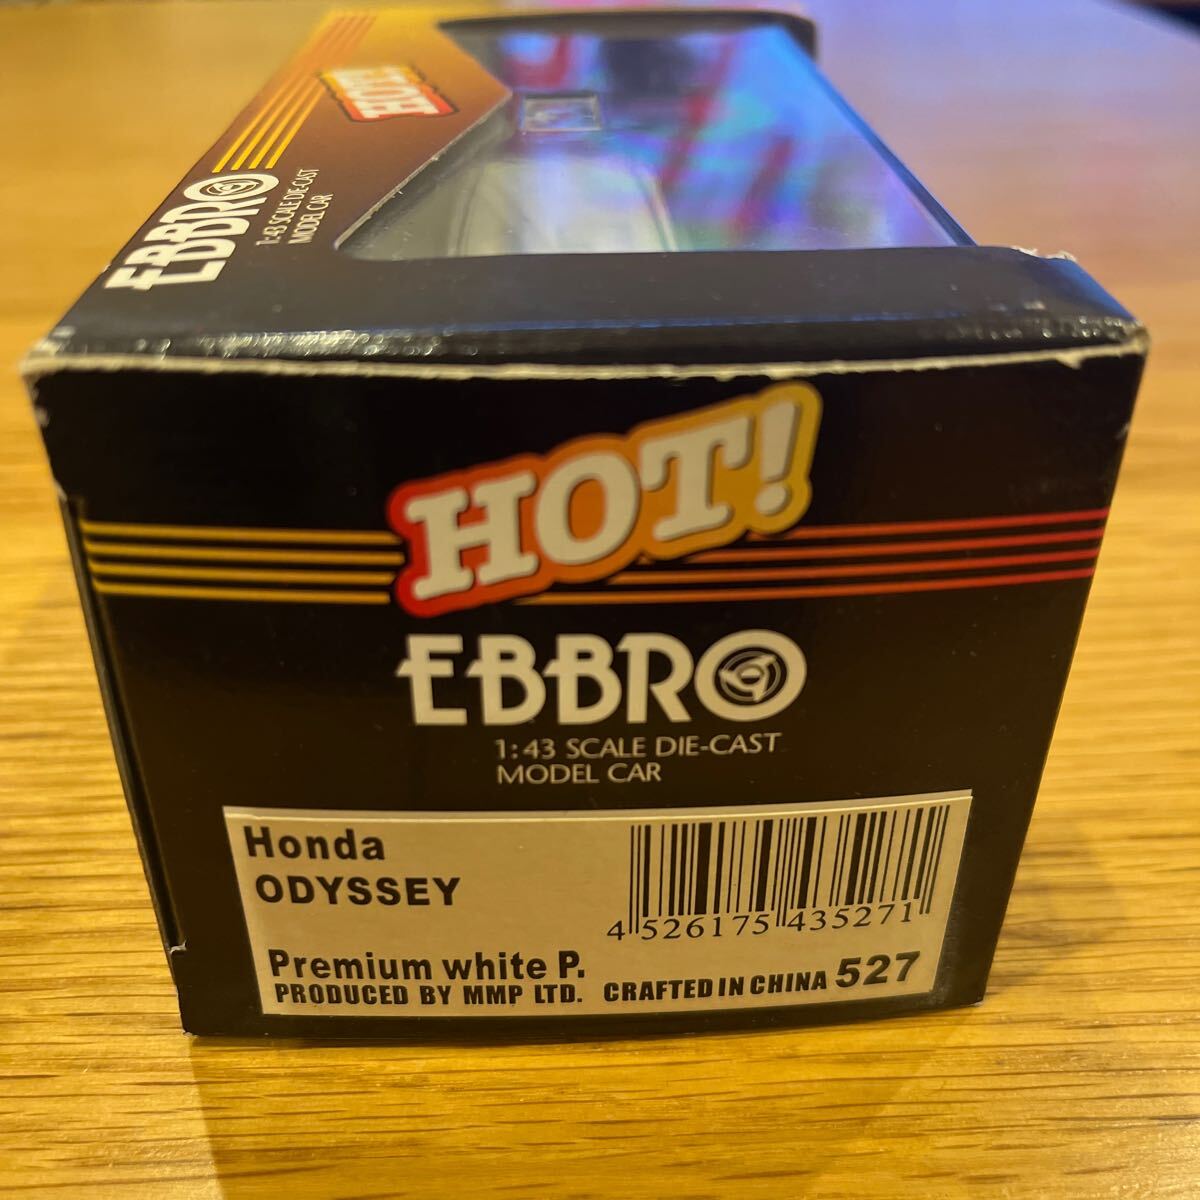 HOT!
EBBRO
1:43 SCALE DIE-CAST
MODEL CAR
HOT!
EBBRO
1:43 SCALE DIE-CAST
MODEL CAR
Honda
ODYSSEY
4 526175 435271
Premium white P.
PRODUCED BY MMP LTD. CRAFTED IN CHINA 527